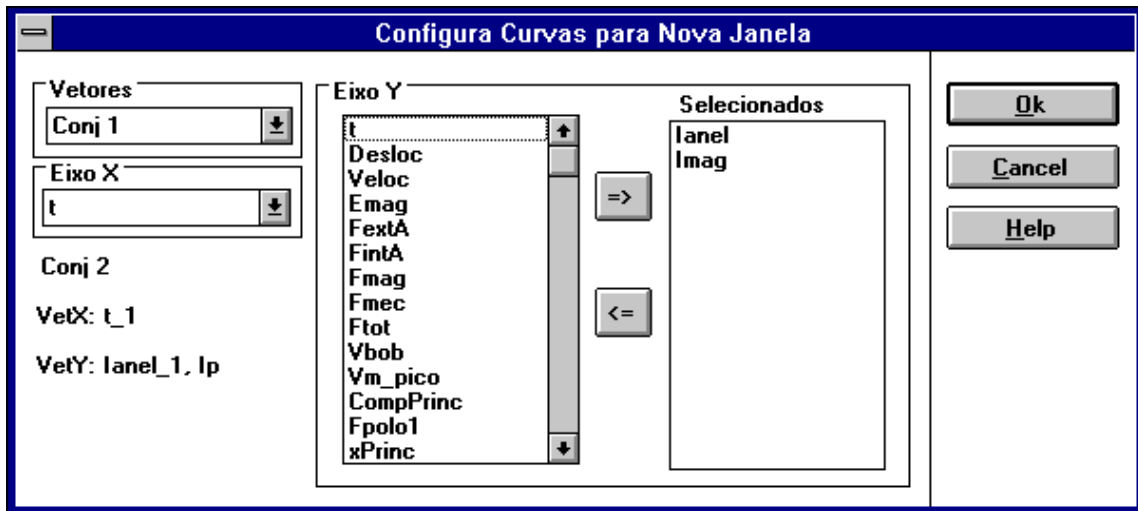 Configura Curvas para Nova Janela
Vetores
Conj 1
Eixo X
t
Conj 2
VetX: t_1
VetY: Ianel_1, Ip
Eixo Y
t
Desloc
Veloc
Emag
FextA
FintA
Fmag
Fmec
Ftot
Vbob
Vm_pico
CompPrinc
Fpolo1
xPrinc
=>
<=
Selecionados
Ianel
Imag
Ok
Cancel
Help